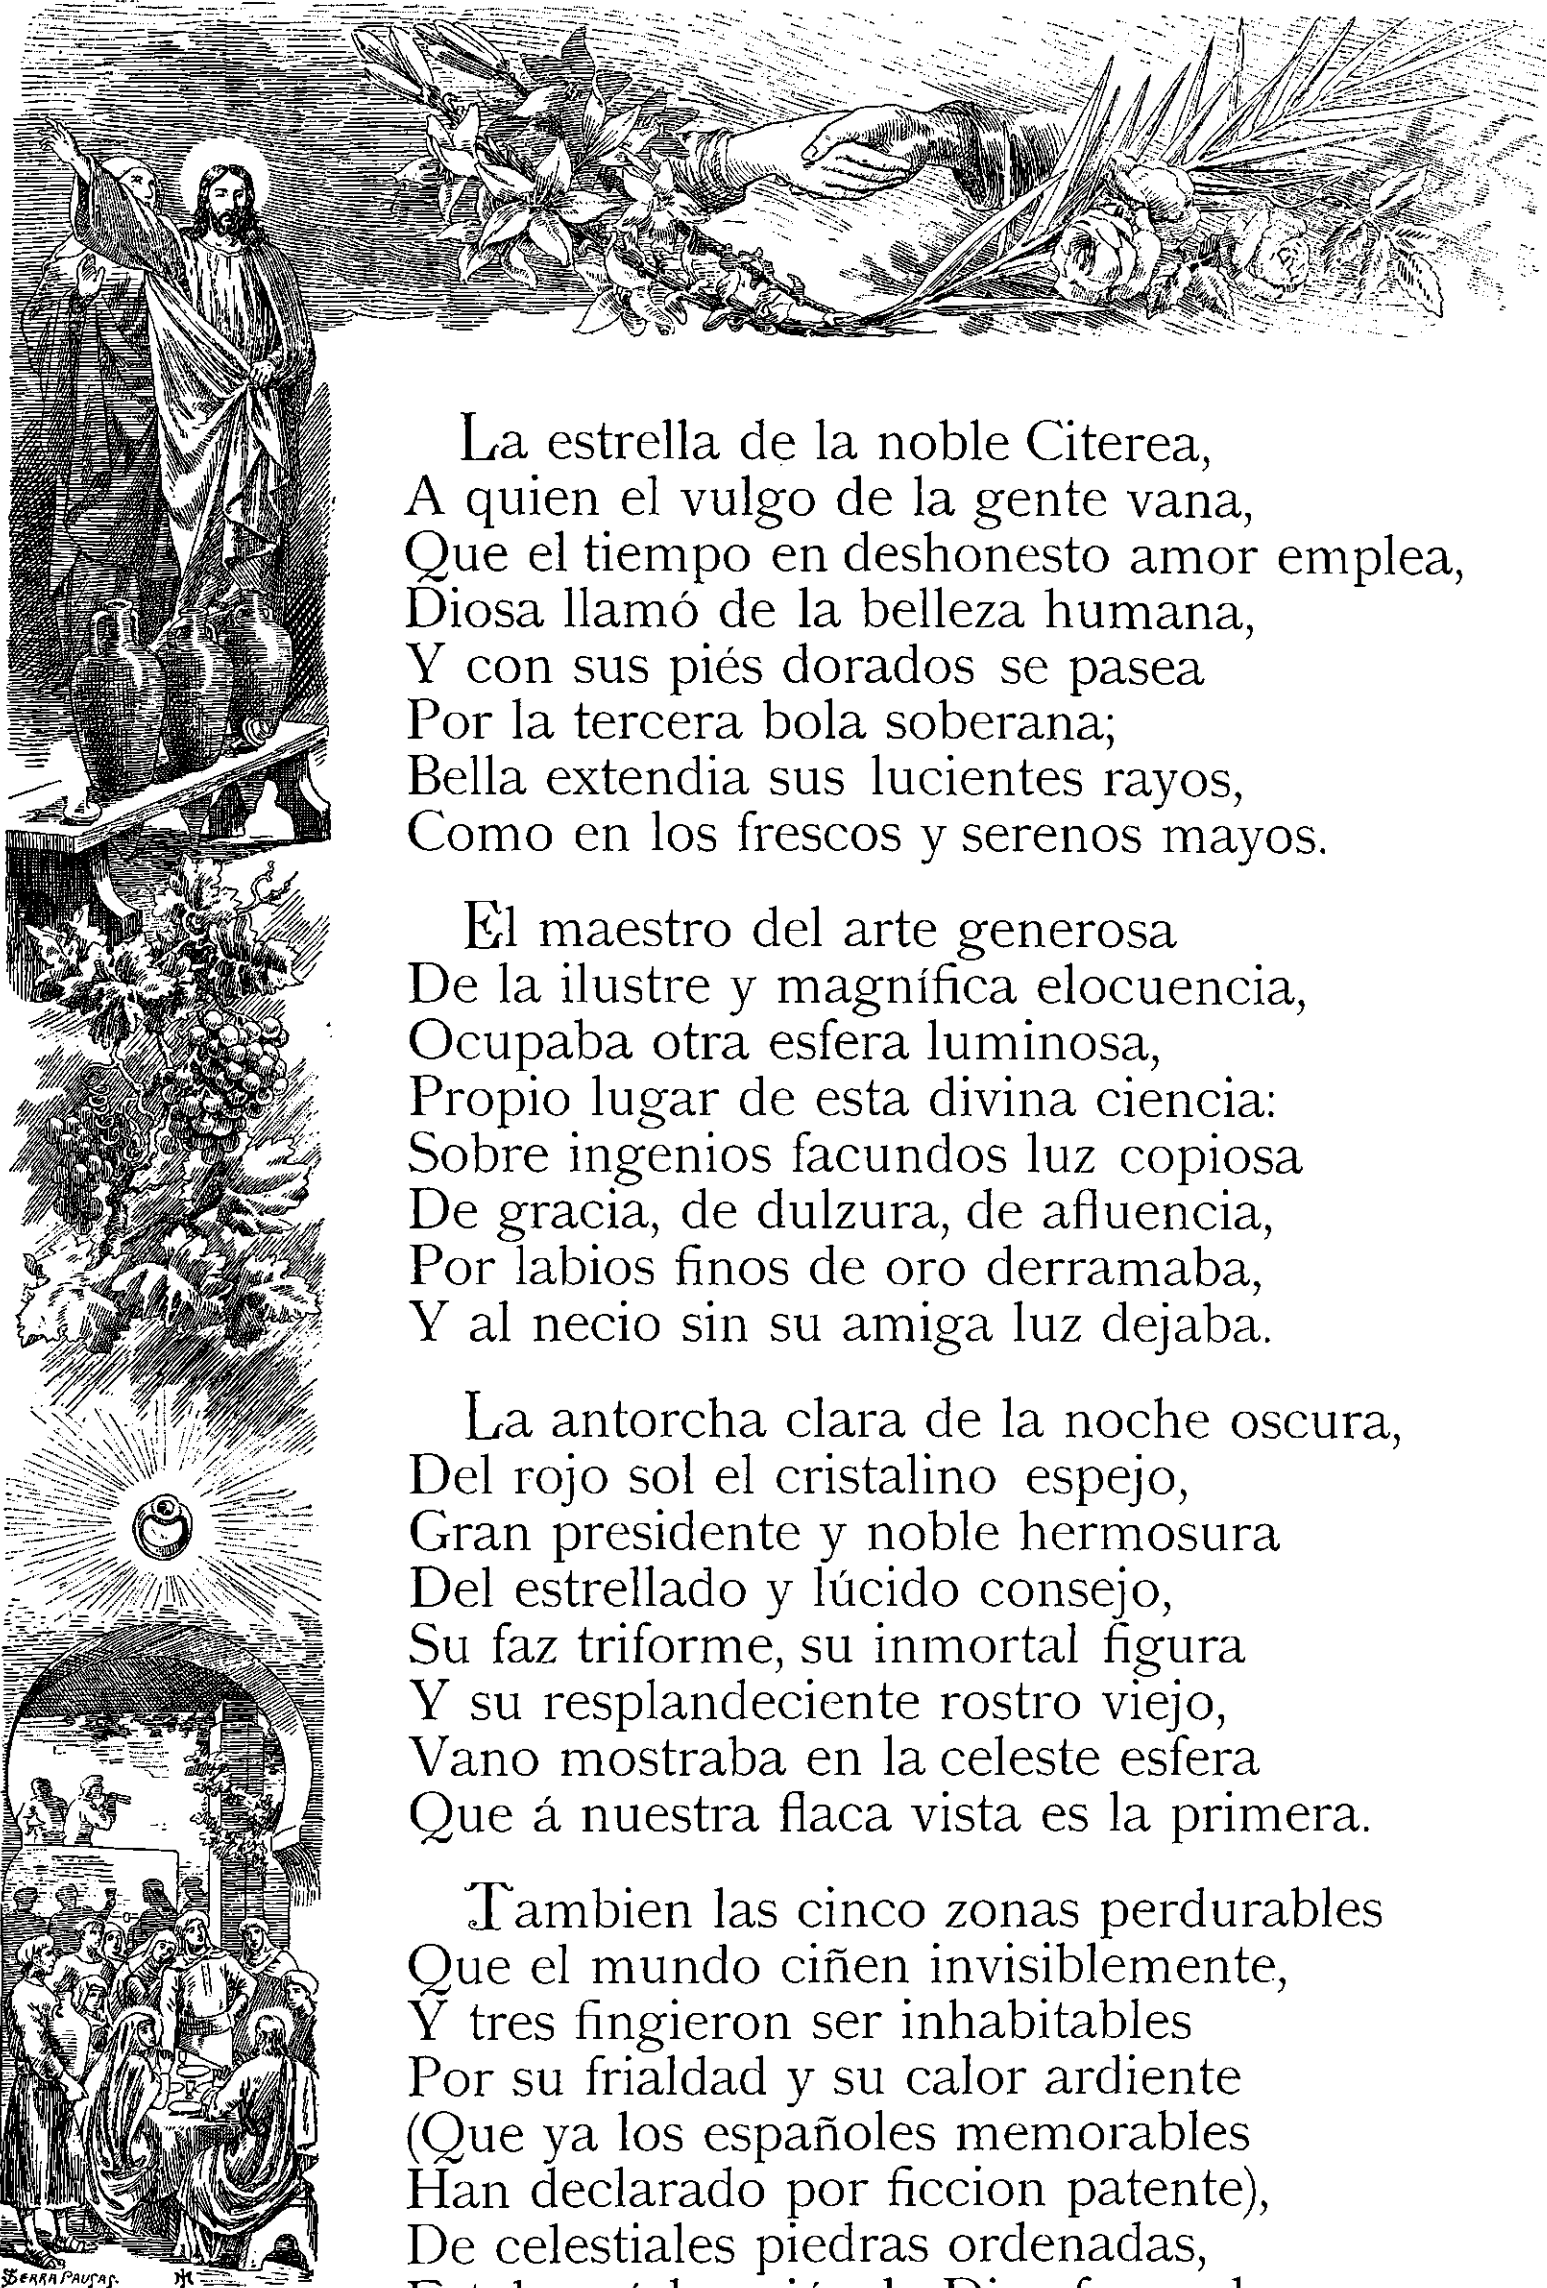 La estrella de la noble Citerea,
A quien el vulgo de la gente vana,
Que el tiempo en deshonesto amor emplea,
Diosa llamó de la belleza humana,
Y con sus piés dorados se pasea
Por la tercera bola soberana;
Bella extendia sus lucientes rayos,
Como en los frescos y serenos mayos.
El maestro del arte generosa
De la ilustre y magnífica elocuencia,
Ocupaba otra esfera luminosa,
Propio lugar de esta divina ciencia:
Sobre ingenios facundos luz copiosa
De gracia, de dulzura, de afluencia,
Por labios finos de oro derramaba,
Y al necio sin su amiga luz dejaba.
La antorcha clara de la noche oscura,
Del rojo sol el cristalino espejo,
Gran presidente y noble hermosura
Del estrellado y lúcido consejo,
Su faz triforme, su inmortal figura
Y su resplandeciente rostro viejo,
Vano mostraba en la celeste esfera
Que á nuestra flaca vista es la primera.
Tambien las cinco zonas perdurables
Que el mundo ciñen invisiblemente,
Y tres fingieron ser inhabitables
Por su frialdad y su calor ardiente
(Que ya los españoles memorables
Han declarado por ficcion patente),
De celestiales piedras ordenadas,
SERRA PAUSAS.